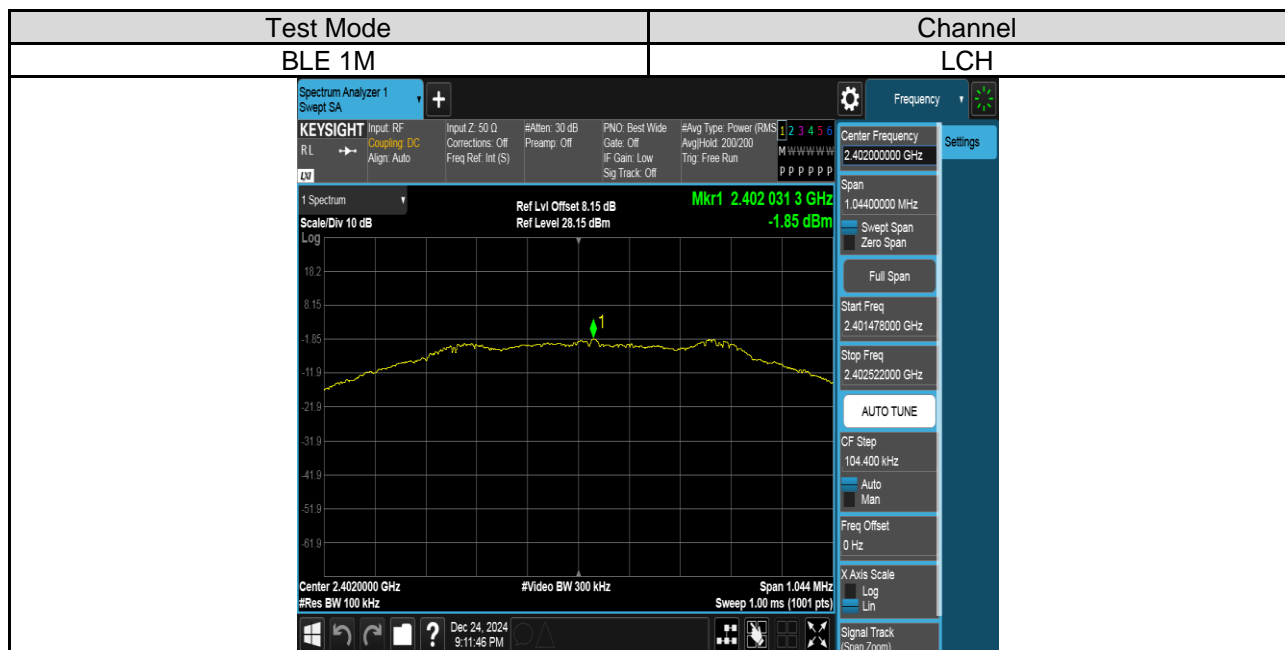 Test Mode Channel
BLE 1M LCH
Spectrum Analyzer 1
Swept SA
+
Frequency
KEYSIGHT Input: RF Input Z: 50 Ω #Atten: 30 dB PNO: Best Wide #Avg Type: Power (RMS 1 2 3 4 5 6
RL Coupling: DC Corrections: Off Preamp: Off Gate: Off Avg|Hold: 200/200 M W W W W W
Align: Auto Freq Ref: Int (S) IF Gain: Low Trig: Free Run
LXI Sig Track: Off P P P P P P
1 Spectrum
Scale/Div 10 dB
Ref Lvl Offset 8.15 dB
Ref Level 28.15 dBm
Mkr1 2.402 031 3 GHz
-1.85 dBm
Log
18.2
8.15
1
-1.85
-11.9
-21.9
-31.9
-41.9
-51.9
-61.9
Center 2.4020000 GHz #Video BW 300 kHz Span 1.044 MHz
#Res BW 100 kHz Sweep 1.00 ms (1001 pts)
?
Dec 24, 2024
9:11:46 PM
Center Frequency
2.402000000 GHz
Settings
Span
1.04400000 MHz
Swept Span
Zero Span
Full Span
Start Freq
2.401478000 GHz
Stop Freq
2.402522000 GHz
AUTO TUNE
CF Step
104.400 kHz
Auto
Man
Freq Offset
0 Hz
X Axis Scale
Log
Lin
Signal Track
(Span Zoom)